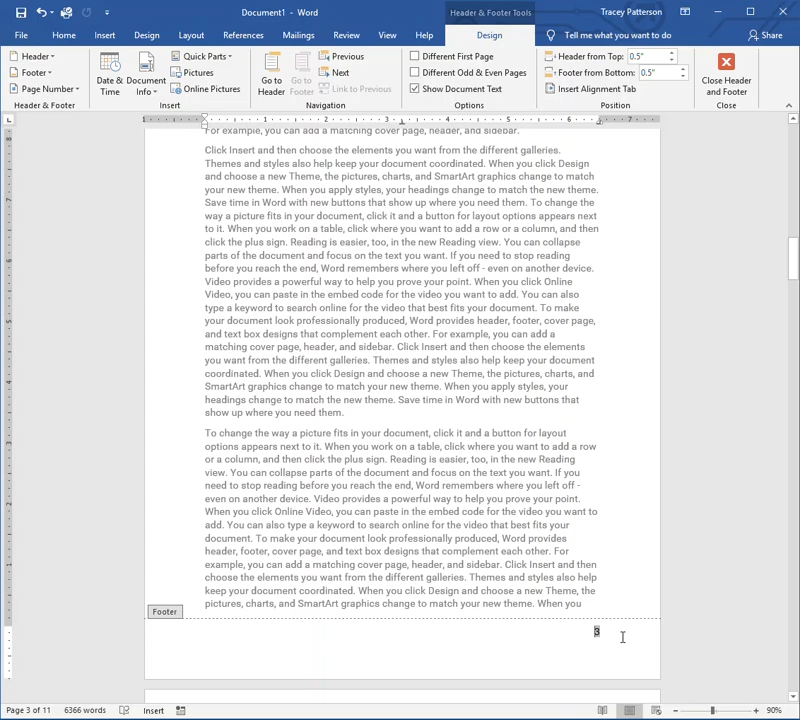 Document1 - Word
Header & Footer Tools
Tracey Patterson
File Home Insert Design Layout References Mailings Review View Help Design Tell me what you want to do Share
Header
Footer
Page Number
Header & Footer
Date & Time
Document Info
Quick Parts
Pictures
Online Pictures
Insert
Go to Header
Go to Footer
Previous
Next
Link to Previous
Navigation
Different First Page
Different Odd & Even Pages
Show Document Text
Options
Header from Top: 0.5"
Footer from Bottom: 0.5"
Insert Alignment Tab
Position
Close Header and Footer
Close
1 1 2 3 4 5 6 7
For example, you can add a matching cover page, header, and sidebar.
Click Insert and then choose the elements you want from the different galleries.
Themes and styles also help keep your document coordinated. When you click Design
and choose a new Theme, the pictures, charts, and SmartArt graphics change to match
your new theme. When you apply styles, your headings change to match the new theme.
Save time in Word with new buttons that show up where you need them. To change the
way a picture fits in your document, click it and a button for layout options appears next
to it. When you work on a table, click where you want to add a row or a column, and then
click the plus sign. Reading is easier, too, in the new Reading view. You can collapse
parts of the document and focus on the text you want. If you need to stop reading
before you reach the end, Word remembers where you left off - even on another device.
Video provides a powerful way to help you prove your point. When you click Online
Video, you can paste in the embed code for the video you want to add. You can also
type a keyword to search online for the video that best fits your document. To make
your document look professionally produced, Word provides header, footer, cover page,
and text box designs that complement each other. For example, you can add a
matching cover page, header, and sidebar. Click Insert and then choose the elements
you want from the different galleries. Themes and styles also help keep your document
coordinated. When you click Design and choose a new Theme, the pictures, charts, and
SmartArt graphics change to match your new theme. When you apply styles, your
headings change to match the new theme. Save time in Word with new buttons that
show up where you need them.
To change the way a picture fits in your document, click it and a button for layout
options appears next to it. When you work on a table, click where you want to add a row
or a column, and then click the plus sign. Reading is easier, too, in the new Reading
view. You can collapse parts of the document and focus on the text you want. If you
need to stop reading before you reach the end, Word remembers where you left off -
even on another device. Video provides a powerful way to help you prove your point.
When you click Online Video, you can paste in the embed code for the video you want to
add. You can also type a keyword to search online for the video that best fits your
document. To make your document look professionally produced, Word provides
header, footer, cover page, and text box designs that complement each other. For
example, you can add a matching cover page, header, and sidebar. Click Insert and then
choose the elements you want from the different galleries. Themes and styles also help
keep your document coordinated. When you click Design and choose a new Theme, the
pictures, charts, and SmartArt graphics change to match your new theme. When you
Footer
3
Page 3 of 11 6366 words Insert 90%